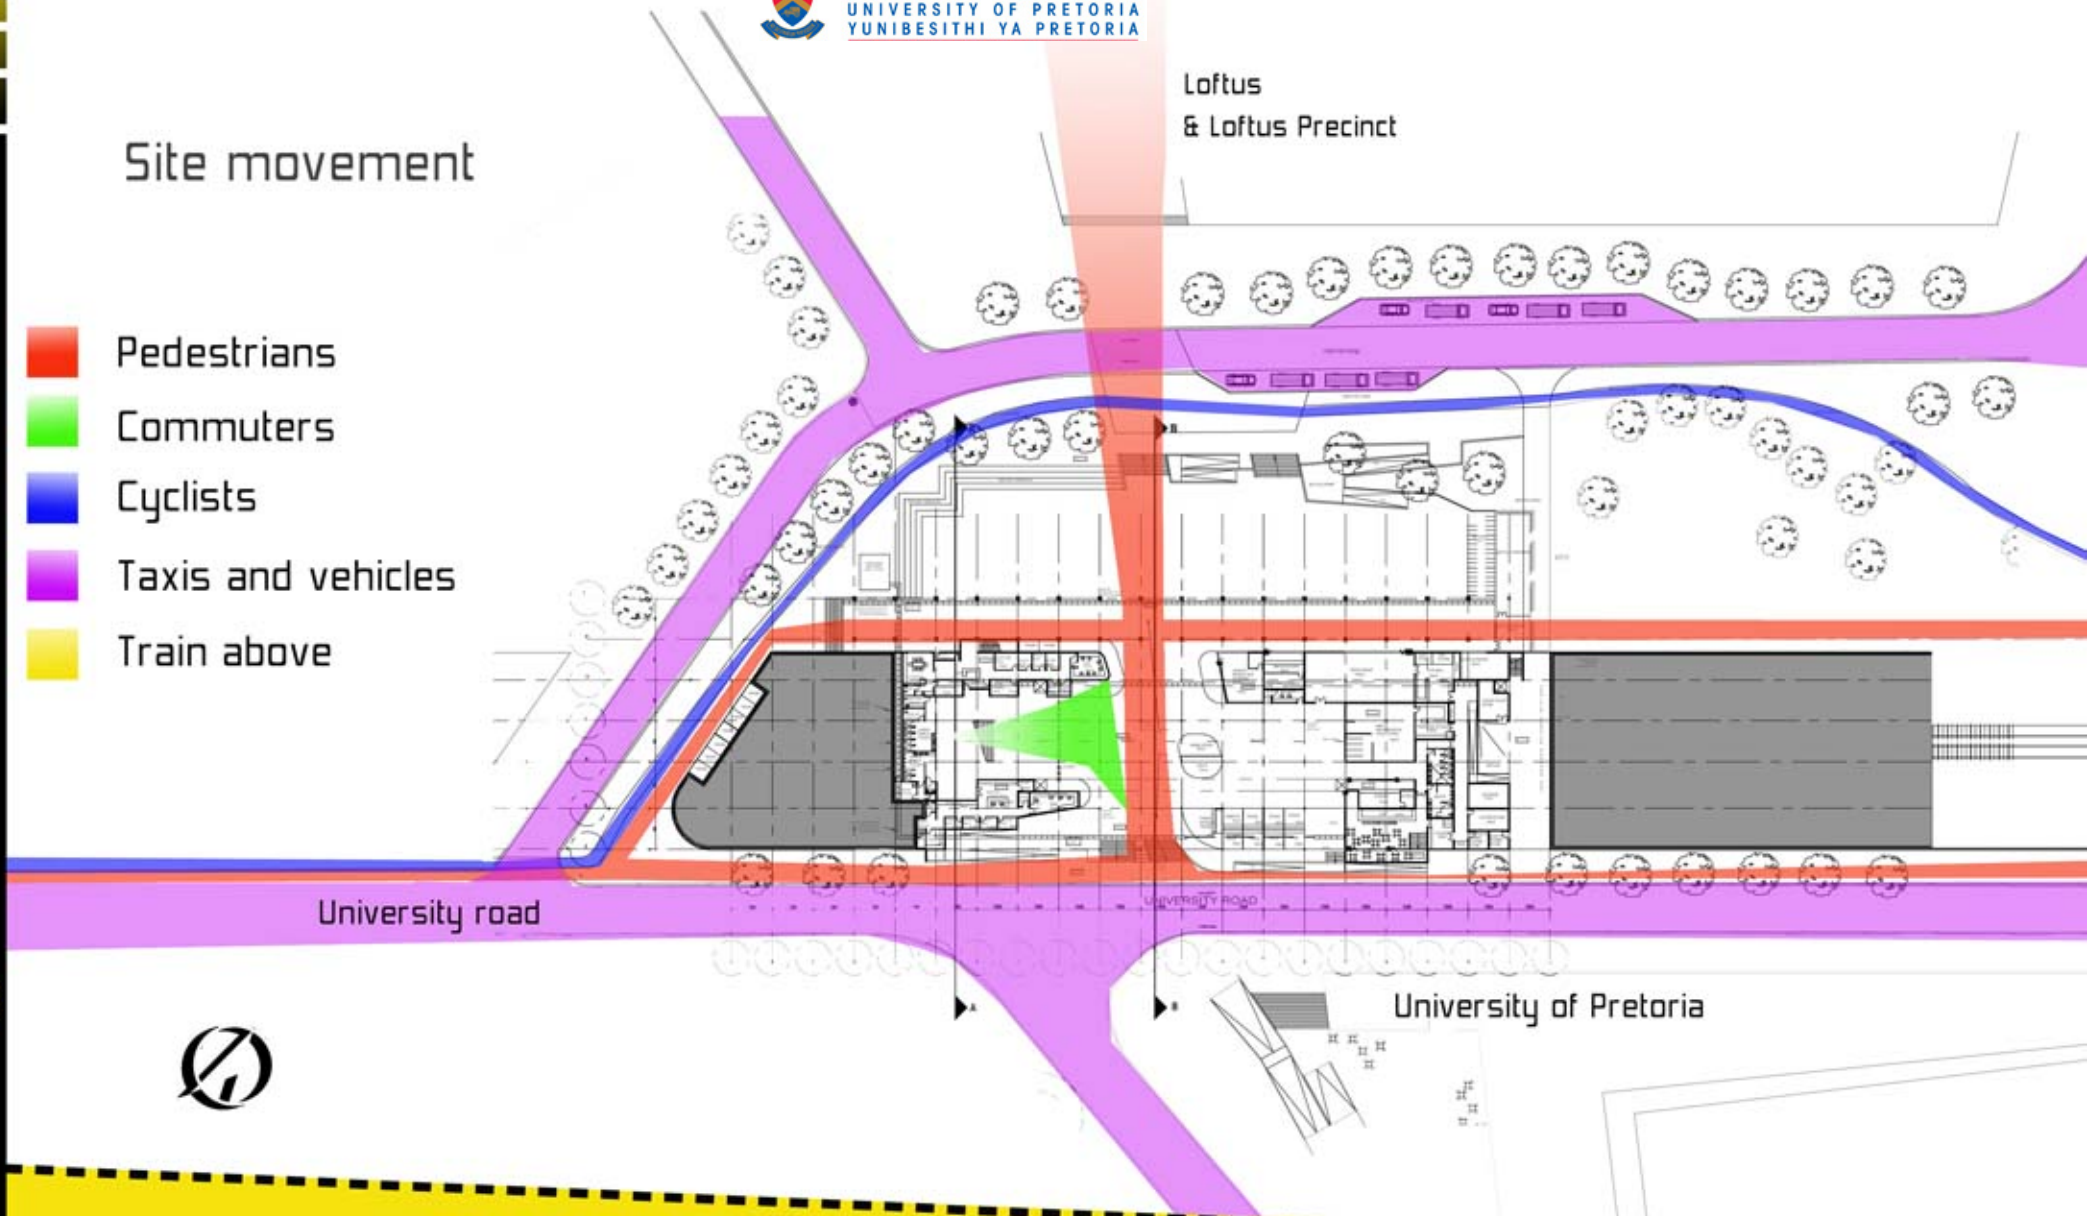 UNIVERSITY OF PRETORIA
YUNIBESITHI YA PRETORIA
Loftus
& Loftus Precinct
Site movement
Pedestrians
Commuters
Cyclists
Taxis and vehicles
Train above
B
UNIVERSITY ROAD
University road
A
B
University of Pretoria